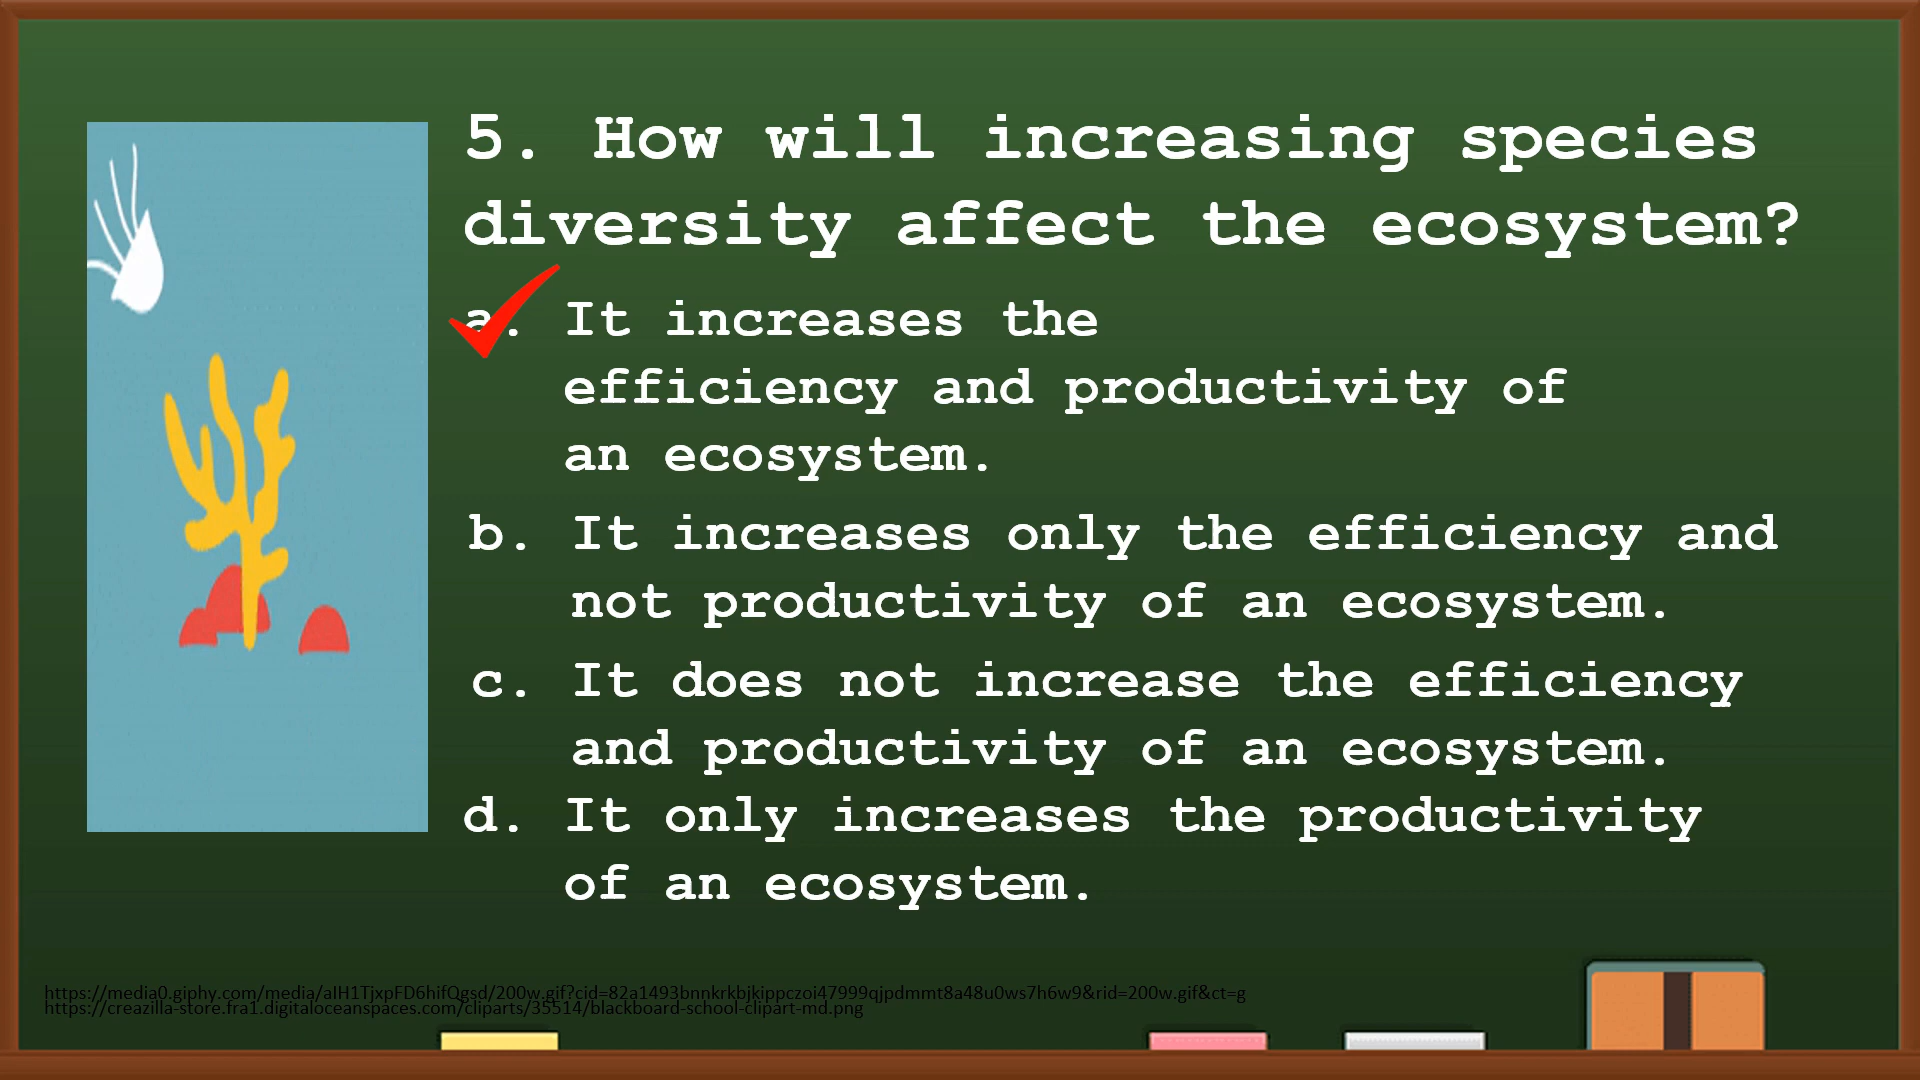 5. How will increasing species
diversity affect the ecosystem?
a. It increases the
efficiency and productivity of
an ecosystem.
b. It increases only the efficiency and
not productivity of an ecosystem.
c. It does not increase the efficiency
and productivity of an ecosystem.
d. It only increases the productivity
of an ecosystem.
https://media0.giphy.com/media/aIH1TjxpFD6hifQgsd/200w.gif?cid=82a1493bnnkrkbjkippczoi47999qjpdmmt8a48u0ws7h6w9&rid=200w.gif&ct=g
https://creazilla-store.fra1.digitaloceanspaces.com/cliparts/35514/blackboard-school-clipart-md.png